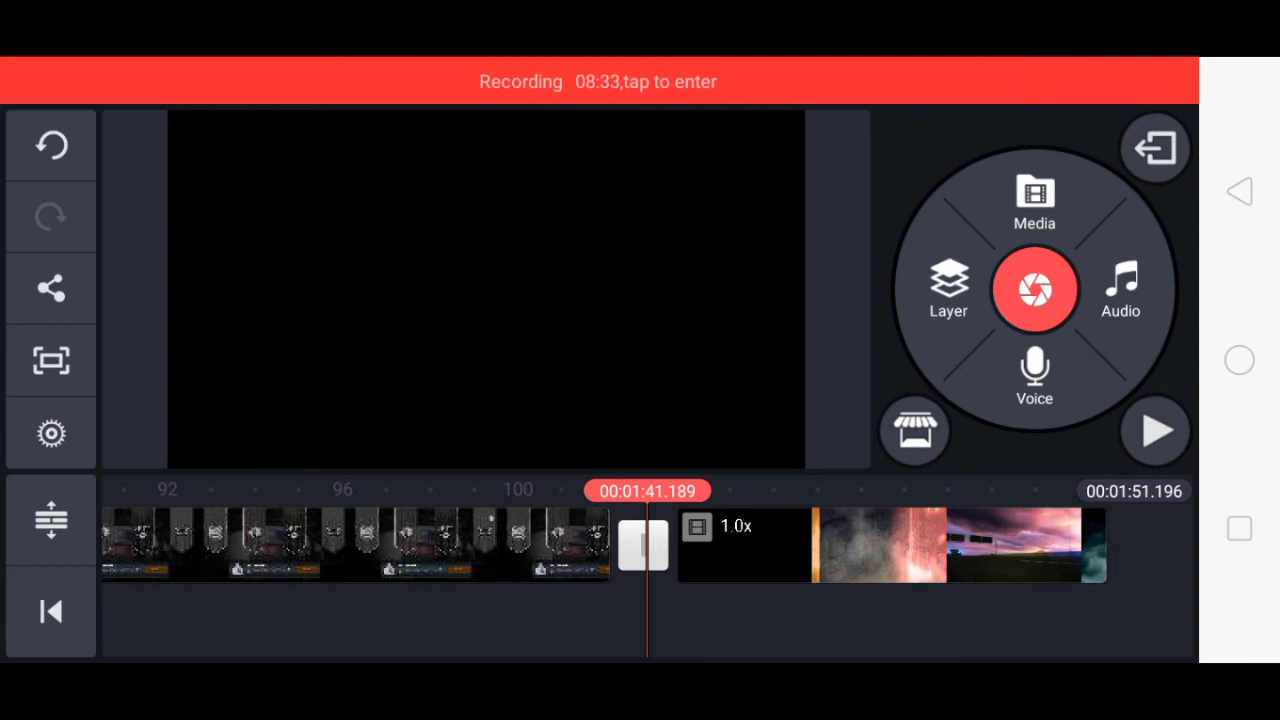 Recording 08:33,tap to enter
Media
Layer
Audio
Voice
92 96 100 00:01:41.189 00:01:51.196
1.0x